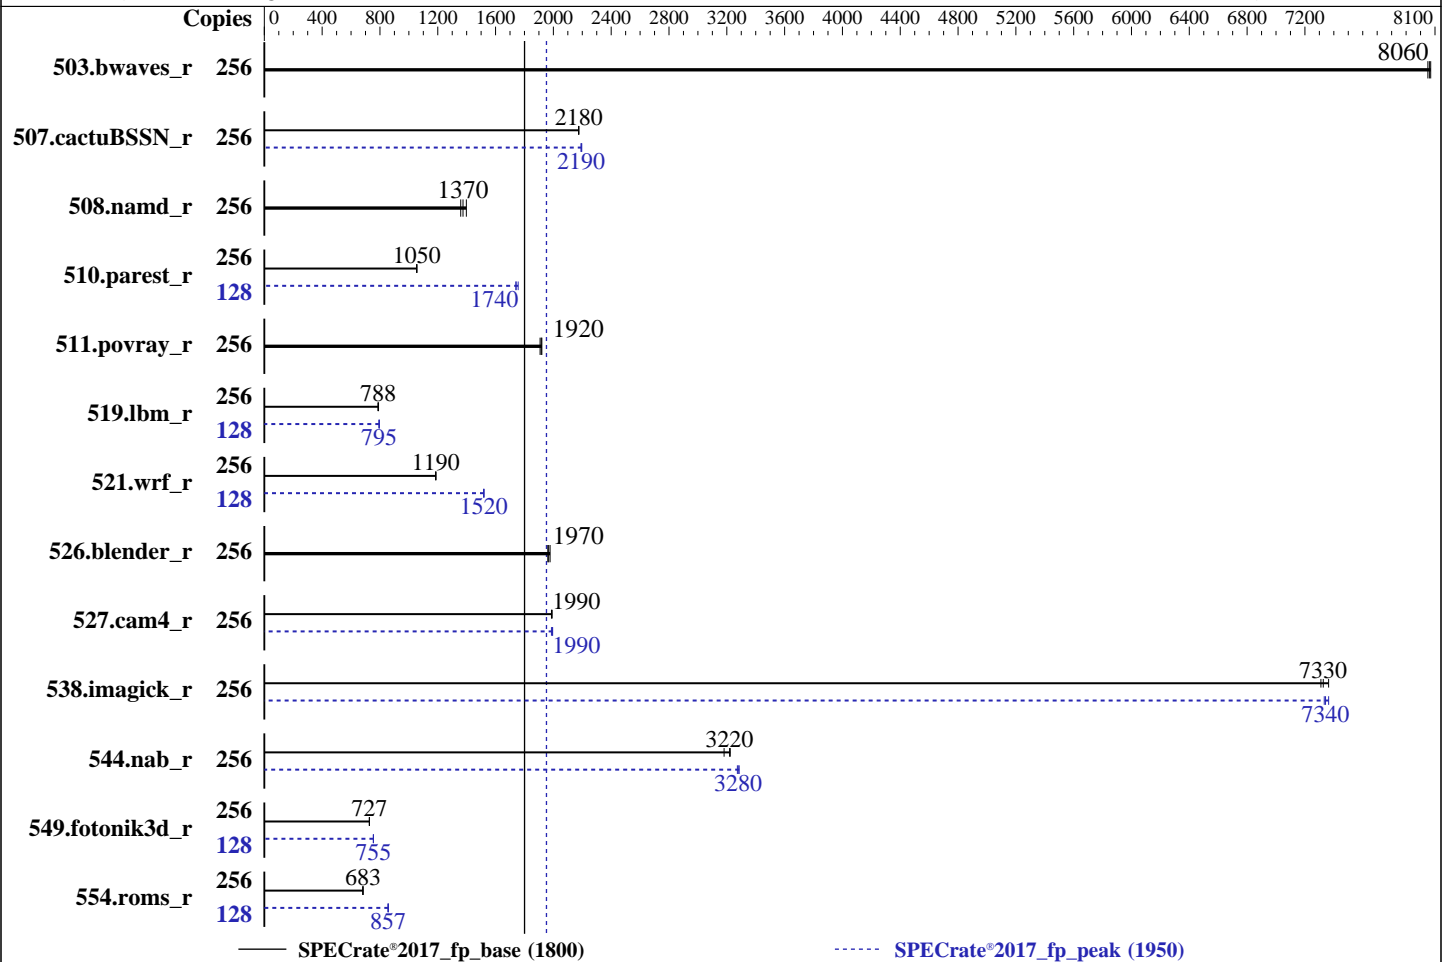 Copies 0 400 800 1200 1600 2000 2400 2800 3200 3600 4000 4400 4800 5200 5600 6000 6400 6800 7200 8100
503.bwaves_r 256 8060
507.cactuBSSN_r 256 2180
2190
508.namd_r 256 1370
510.parest_r 256 1050
128 1740
511.povray_r 256 1920
519.lbm_r 256 788
128 795
521.wrf_r 256 1190
128 1520
526.blender_r 256 1970
527.cam4_r 256 1990
1990
538.imagick_r 256 7330
7340
544.nab_r 256 3220
3280
549.fotonik3d_r 256 727
128 755
554.roms_r 256 683
128 857
SPECrate®2017_fp_base (1800) SPECrate®2017_fp_peak (1950)